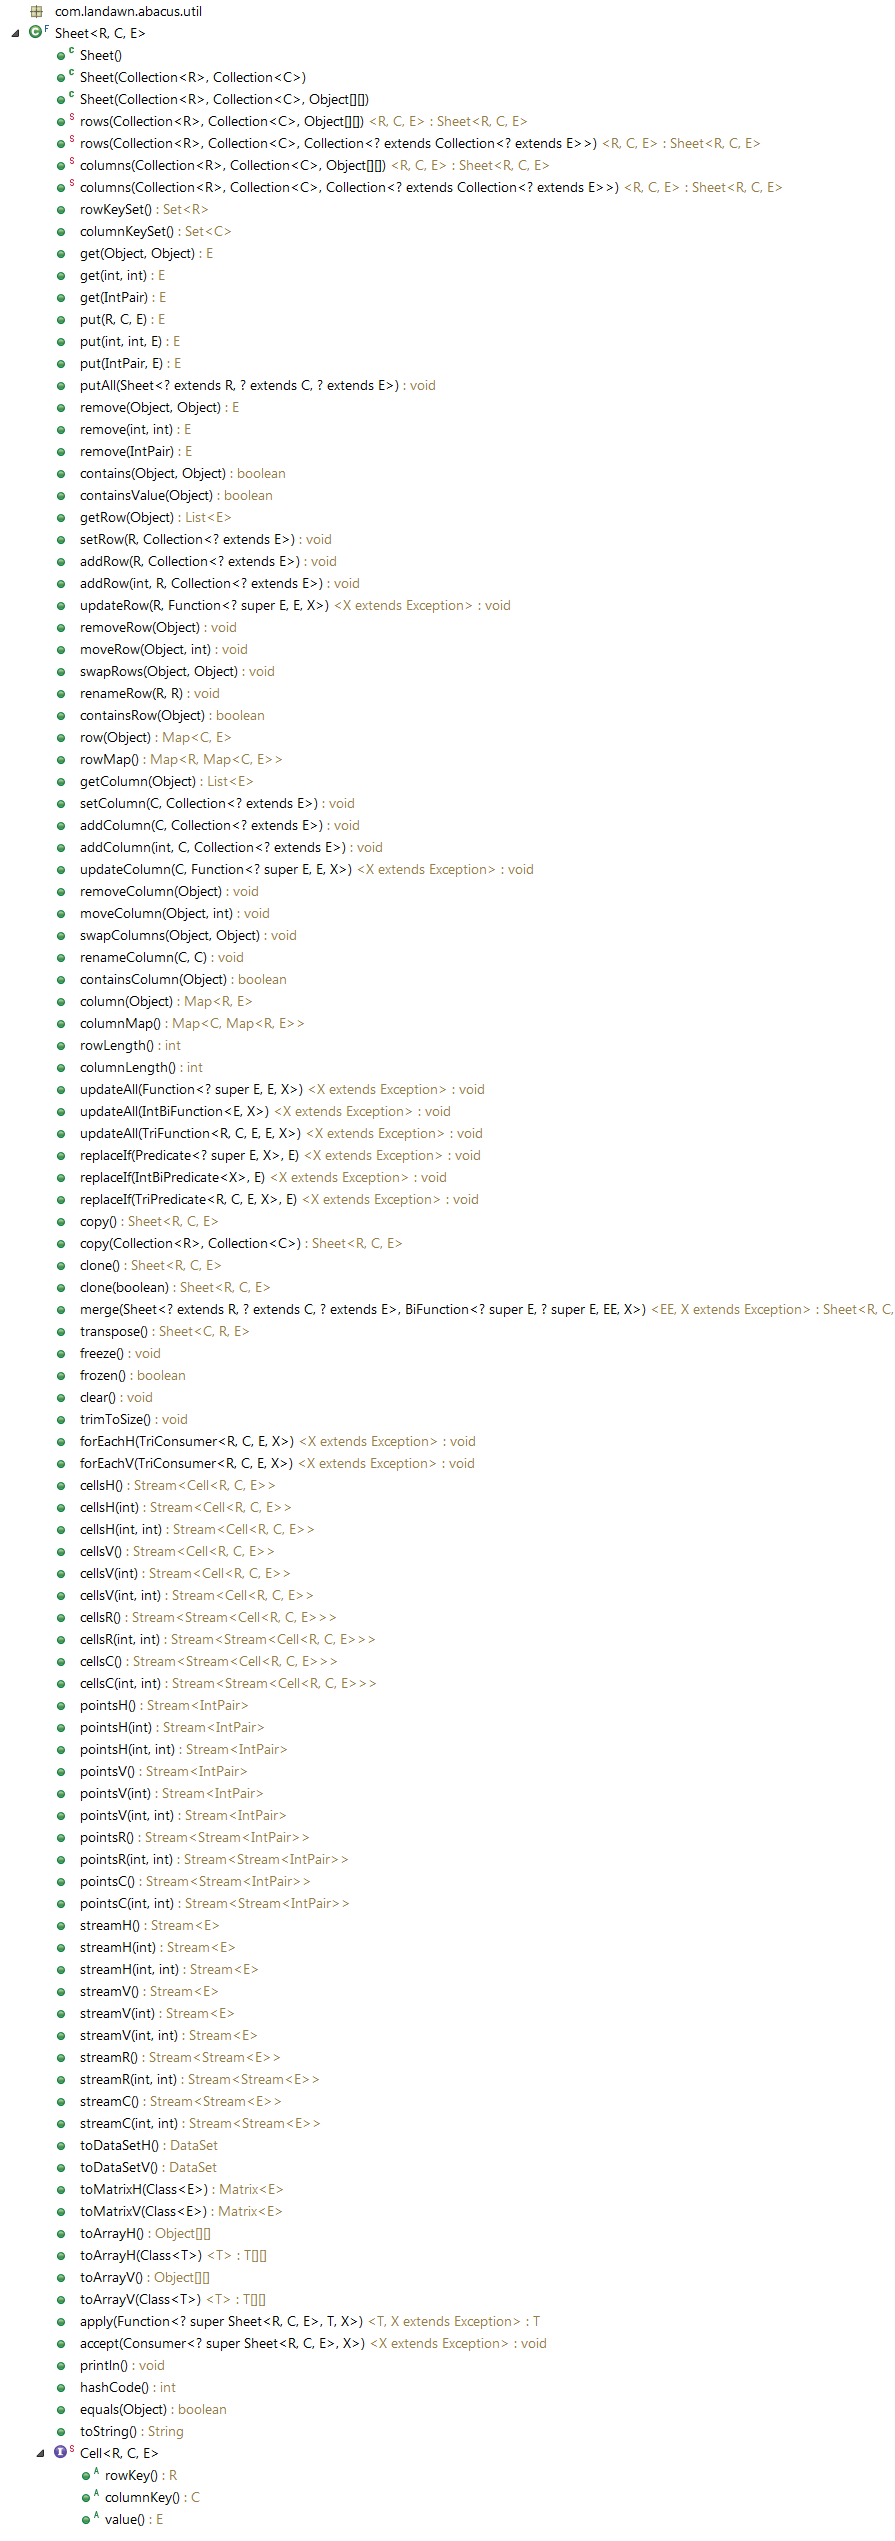 com.landawn.abacus.util
F Sheet<R, C, E>
C Sheet()
C Sheet(Collection<R>, Collection<C>)
C Sheet(Collection<R>, Collection<C>, Object[][])
S rows(Collection<R>, Collection<C>, Object[][]) <R, C, E> : Sheet<R, C, E>
S rows(Collection<R>, Collection<C>, Collection<? extends Collection<? extends E>>) <R, C, E> : Sheet<R, C, E>
S columns(Collection<R>, Collection<C>, Object[][]) <R, C, E> : Sheet<R, C, E>
S columns(Collection<R>, Collection<C>, Collection<? extends Collection<? extends E>>) <R, C, E> : Sheet<R, C, E>
rowKeySet() : Set<R>
columnKeySet() : Set<C>
get(Object, Object) : E
get(int, int) : E
get(IntPair) : E
put(R, C, E) : E
put(int, int, E) : E
put(IntPair, E) : E
putAll(Sheet<? extends R, ? extends C, ? extends E>) : void
remove(Object, Object) : E
remove(int, int) : E
remove(IntPair) : E
contains(Object, Object) : boolean
containsValue(Object) : boolean
getRow(Object) : List<E>
setRow(R, Collection<? extends E>) : void
addRow(R, Collection<? extends E>) : void
addRow(int, R, Collection<? extends E>) : void
updateRow(R, Function<? super E, E, X>) <X extends Exception> : void
removeRow(Object) : void
moveRow(Object, int) : void
swapRows(Object, Object) : void
renameRow(R, R) : void
containsRow(Object) : boolean
row(Object) : Map<C, E>
rowMap() : Map<R, Map<C, E>>
getColumn(Object) : List<E>
setColumn(C, Collection<? extends E>) : void
addColumn(C, Collection<? extends E>) : void
addColumn(int, C, Collection<? extends E>) : void
updateColumn(C, Function<? super E, E, X>) <X extends Exception> : void
removeColumn(Object) : void
moveColumn(Object, int) : void
swapColumns(Object, Object) : void
renameColumn(C, C) : void
containsColumn(Object) : boolean
column(Object) : Map<R, E>
columnMap() : Map<C, Map<R, E>>
rowLength() : int
columnLength() : int
updateAll(Function<? super E, E, X>) <X extends Exception> : void
updateAll(IntBiFunction<E, X>) <X extends Exception> : void
updateAll(TriFunction<R, C, E, E, X>) <X extends Exception> : void
replaceIf(Predicate<? super E, X>, E) <X extends Exception> : void
replaceIf(IntBiPredicate<X>, E) <X extends Exception> : void
replaceIf(TriPredicate<R, C, E, X>, E) <X extends Exception> : void
copy() : Sheet<R, C, E>
copy(Collection<R>, Collection<C>) : Sheet<R, C, E>
clone() : Sheet<R, C, E>
clone(boolean) : Sheet<R, C, E>
merge(Sheet<? extends R, ? extends C, ? extends E>, BiFunction<? super E, ? super E, EE, X>) <EE, X extends Exception> : Sheet<R, C,
transpose() : Sheet<C, R, E>
freeze() : void
frozen() : boolean
clear() : void
trimToSize() : void
forEachH(TriConsumer<R, C, E, X>) <X extends Exception> : void
forEachV(TriConsumer<R, C, E, X>) <X extends Exception> : void
cellsH() : Stream<Cell<R, C, E>>
cellsH(int) : Stream<Cell<R, C, E>>
cellsH(int, int) : Stream<Cell<R, C, E>>
cellsV() : Stream<Cell<R, C, E>>
cellsV(int) : Stream<Cell<R, C, E>>
cellsV(int, int) : Stream<Cell<R, C, E>>
cellsR() : Stream<Stream<Cell<R, C, E>>>
cellsR(int, int) : Stream<Stream<Cell<R, C, E>>>
cellsC() : Stream<Stream<Cell<R, C, E>>>
cellsC(int, int) : Stream<Stream<Cell<R, C, E>>>
pointsH() : Stream<IntPair>
pointsH(int) : Stream<IntPair>
pointsH(int, int) : Stream<IntPair>
pointsV() : Stream<IntPair>
pointsV(int) : Stream<IntPair>
pointsV(int, int) : Stream<IntPair>
pointsR() : Stream<Stream<IntPair>>
pointsR(int, int) : Stream<Stream<IntPair>>
pointsC() : Stream<Stream<IntPair>>
pointsC(int, int) : Stream<Stream<IntPair>>
streamH() : Stream<E>
streamH(int) : Stream<E>
streamH(int, int) : Stream<E>
streamV() : Stream<E>
streamV(int) : Stream<E>
streamV(int, int) : Stream<E>
streamR() : Stream<Stream<E>>
streamR(int, int) : Stream<Stream<E>>
streamC() : Stream<Stream<E>>
streamC(int, int) : Stream<Stream<E>>
toDataSetH() : DataSet
toDataSetV() : DataSet
toMatrixH(Class<E>) : Matrix<E>
toMatrixV(Class<E>) : Matrix<E>
toArrayH() : Object[][]
toArrayH(Class<T>) <T> : T[][]
toArrayV() : Object[][]
toArrayV(Class<T>) <T> : T[][]
apply(Function<? super Sheet<R, C, E>, T, X>) <T, X extends Exception> : T
accept(Consumer<? super Sheet<R, C, E>, X>) <X extends Exception> : void
println() : void
hashCode() : int
equals(Object) : boolean
toString() : String
S Cell<R, C, E>
A rowKey() : R
A columnKey() : C
A value() : E